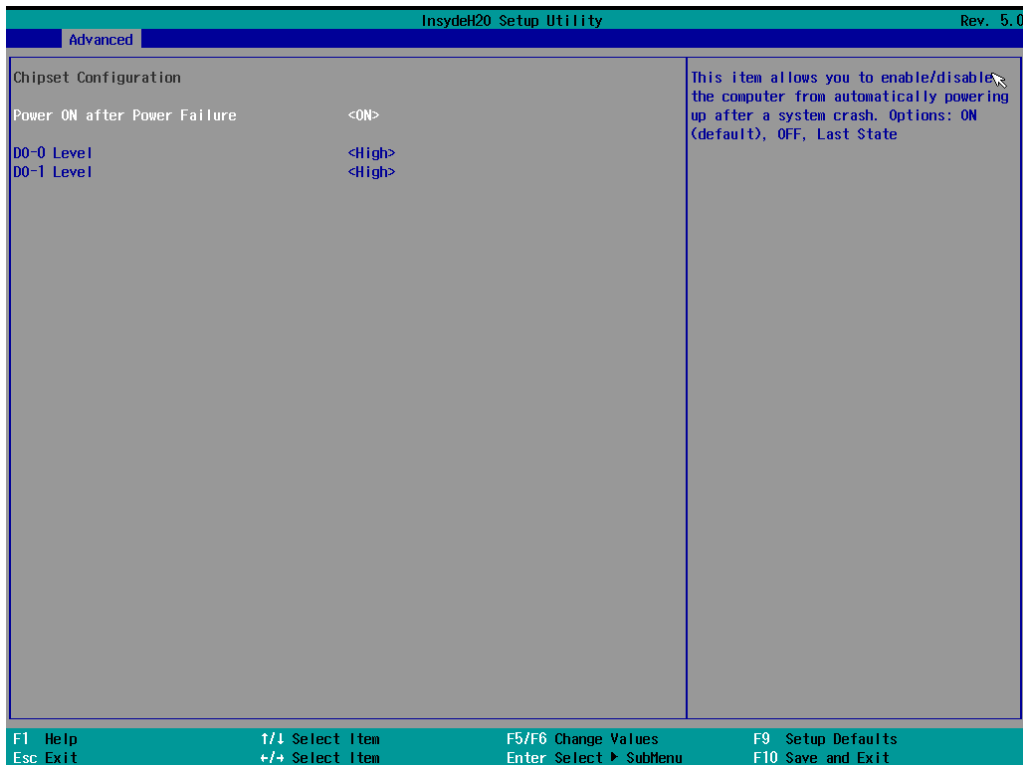 InsydeH20 Setup Utility Rev. 5.0
Advanced
Chipset Configuration
Power ON after Power Failure <ON>
DO-0 Level <High>
DO-1 Level <High>
This item allows you to enable/disable
the computer from automatically powering
up after a system crash. Options: ON
(default), OFF, Last State
F1 Help ↑/↓ Select Item F5/F6 Change Values F9 Setup Defaults
Esc Exit ←/→ Select Item Enter Select ▶ SubMenu F10 Save and Exit